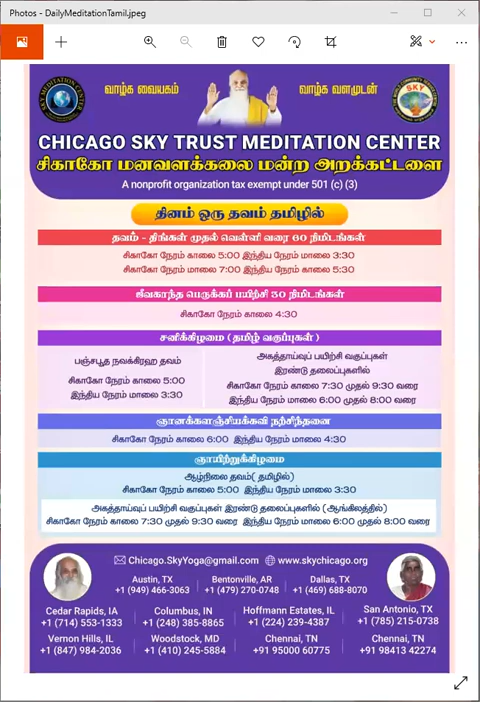 Photos - DailyMeditationTamil.jpeg
வாழ்க வையகம்
வாழ்க வளமுடன்
SKY MEDITATION CENTER
SKY
CHICAGO SKY TRUST MEDITATION CENTER
சிகாகோ மனவளக்கலை மன்ற அறக்கட்டளை
A nonprofit organization tax exempt under 501 (c) (3)
தினம் ஒரு தவம் தமிழில்
தவம் - திங்கள் முதல் வெள்ளி வரை 60 நிமிடங்கள்
சிகாகோ நேரம் காலை 5:00 இந்திய நேரம் மாலை 3:30
சிகாகோ நேரம் மாலை 7:00 இந்திய நேரம் காலை 5:30
ஜீவகாந்த பெருக்கப் பயிற்சி 30 நிமிடங்கள்
சிகாகோ நேரம் காலை 4:30
சனிக்கிழமை (தமிழ் வகுப்புகள்)
பஞ்சபூத நவக்கிரஹ தவம்
சிகாகோ நேரம் காலை 5:00
இந்திய நேரம் மாலை 3:30
அகத்தாய்வுப் பயிற்சி வகுப்புகள்
இரண்டு தலைப்புகளில்
சிகாகோ நேரம் காலை 7:30 முதல் 9:30 வரை
இந்திய நேரம் மாலை 6:00 முதல் 8:00 வரை
ஞானக்களஞ்சியக்கவி நற்சிந்தனை
சிகாகோ நேரம் காலை 6:00 இந்திய நேரம் மாலை 4:30
ஞாயிற்றுக்கிழமை
ஆழ்நிலை தவம்( தமிழில்)
சிகாகோ நேரம் காலை 5:00 இந்திய நேரம் மாலை 3:30
அகத்தாய்வுப் பயிற்சி வகுப்புகள் இரண்டு தலைப்புகளில் (ஆங்கிலத்தில்)
சிகாகோ நேரம் காலை 7:30 முதல் 9:30 வரை இந்திய நேரம் மாலை 6:00 முதல் 8:00 வரை
Chicago.SkyYoga@gmail.com www.skychicago.org
Austin, TX Bentonville, AR Dallas, TX
+1 (949) 466-3063 +1 (479) 270-0748 +1 (469) 688-8070
Cedar Rapids, IA Columbus, IN Hoffmann Estates, IL San Antonio, TX
+1 (714) 553-1333 +1 (248) 385-8865 +1 (224) 239-4387 +1 (785) 215-0738
Vernon Hills, IL Woodstock, MD Chennai, TN Chennai, TN
+1 (847) 984-2036 +1 (410) 245-5884 +91 95000 60775 +91 98413 42274